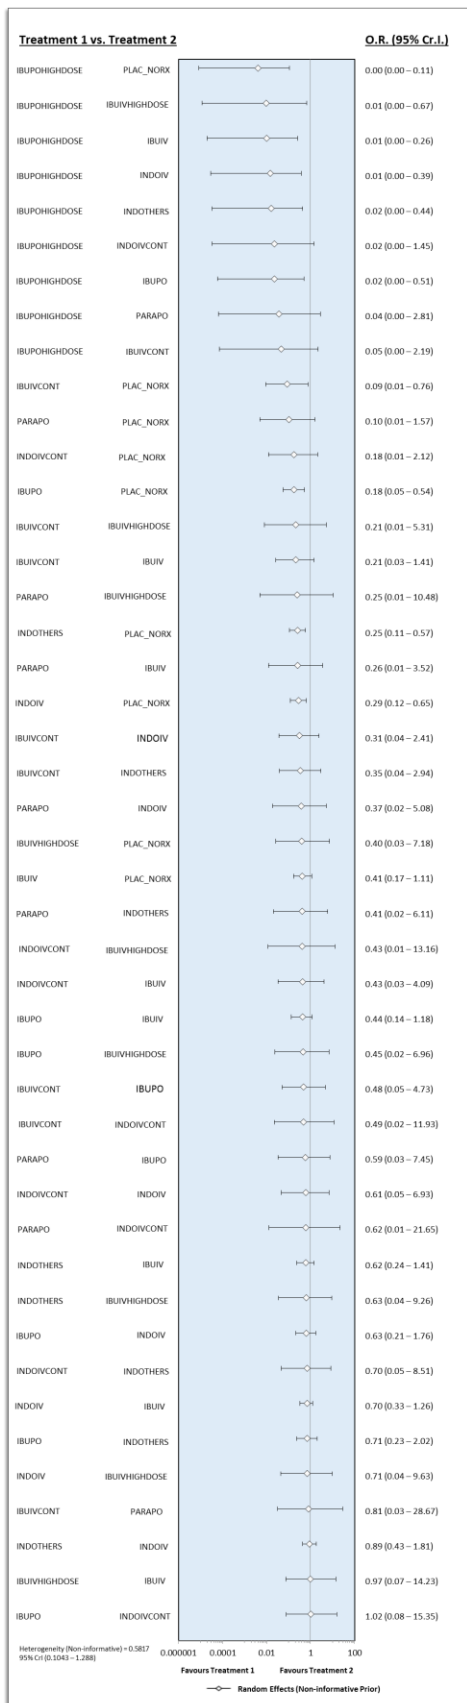 Treatment 1 vs. Treatment 2 O.R. (95% Cr.I.)
IBUPOHIGHDOSE PLAC_NORX 0.00 (0.00 – 0.11)
IBUPOHIGHDOSE IBUIVHIGHDOSE 0.01 (0.00 – 0.67)
IBUPOHIGHDOSE IBUIV 0.01 (0.00 – 0.26)
IBUPOHIGHDOSE INDOIV 0.01 (0.00 – 0.39)
IBUPOHIGHDOSE INDOTHERS 0.02 (0.00 – 0.44)
IBUPOHIGHDOSE INDOIVCONT 0.02 (0.00 – 1.45)
IBUPOHIGHDOSE IBUPO 0.02 (0.00 – 0.51)
IBUPOHIGHDOSE PARAPO 0.04 (0.00 – 2.81)
IBUPOHIGHDOSE IBUIVCONT 0.05 (0.00 – 2.19)
IBUIVCONT PLAC_NORX 0.09 (0.01 – 0.76)
PARAPO PLAC_NORX 0.10 (0.01 – 1.57)
INDOIVCONT PLAC_NORX 0.18 (0.01 – 2.12)
IBUPO PLAC_NORX 0.18 (0.05 – 0.54)
IBUIVCONT IBUIVHIGHDOSE 0.21 (0.01 – 5.31)
IBUIVCONT IBUIV 0.21 (0.03 – 1.41)
PARAPO IBUIVHIGHDOSE 0.25 (0.01 – 10.48)
INDOTHERS PLAC_NORX 0.25 (0.11 – 0.57)
PARAPO IBUIV 0.26 (0.01 – 3.52)
INDOIV PLAC_NORX 0.29 (0.12 – 0.65)
IBUIVCONT INDOIV 0.31 (0.04 – 2.41)
IBUIVCONT INDOTHERS 0.35 (0.04 – 2.94)
PARAPO INDOIV 0.37 (0.02 – 5.08)
IBUIVHIGHDOSE PLAC_NORX 0.40 (0.03 – 7.18)
IBUIV PLAC_NORX 0.41 (0.17 – 1.11)
PARAPO INDOTHERS 0.41 (0.02 – 6.11)
INDOIVCONT IBUIVHIGHDOSE 0.43 (0.01 – 13.16)
INDOIVCONT IBUIV 0.43 (0.03 – 4.09)
IBUPO IBUIV 0.44 (0.14 – 1.18)
IBUPO IBUIVHIGHDOSE 0.45 (0.02 – 6.96)
IBUIVCONT IBUPO 0.48 (0.05 – 4.73)
IBUIVCONT INDOIVCONT 0.49 (0.02 – 11.93)
PARAPO IBUPO 0.59 (0.03 – 7.45)
INDOIVCONT INDOIV 0.61 (0.05 – 6.93)
PARAPO INDOIVCONT 0.62 (0.01 – 21.65)
INDOTHERS IBUIV 0.62 (0.24 – 1.41)
INDOTHERS IBUIVHIGHDOSE 0.63 (0.04 – 9.26)
IBUPO INDOIV 0.63 (0.21 – 1.76)
INDOIVCONT INDOTHERS 0.70 (0.05 – 8.51)
INDOIV IBUIV 0.70 (0.33 – 1.26)
IBUPO INDOTHERS 0.71 (0.23 – 2.02)
INDOIV IBUIVHIGHDOSE 0.71 (0.04 – 9.63)
IBUIVCONT PARAPO 0.81 (0.03 – 28.67)
INDOTHERS INDOIV 0.89 (0.43 – 1.81)
IBUIVHIGHDOSE IBUIV 0.97 (0.07 – 14.23)
IBUPO INDOIVCONT 1.02 (0.08 – 15.35)
Heterogeneity (Non-informative) = 0.5817
95% CrI (0.1043 – 1.288)
0.000001 0.0001 0.01 1 100
Favours Treatment 1 Favours Treatment 2
Random Effects (Non-informative Prior)